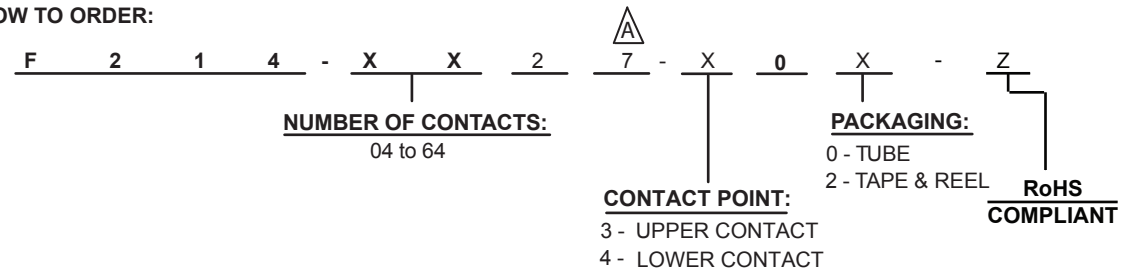 OW TO ORDER:
A
F 2 1 4 - X X 2 7 - X 0 X - Z
NUMBER OF CONTACTS:
04 to 64
PACKAGING:
0 - TUBE
2 - TAPE & REEL
RoHS
COMPLIANT
CONTACT POINT:
3 - UPPER CONTACT
4 - LOWER CONTACT